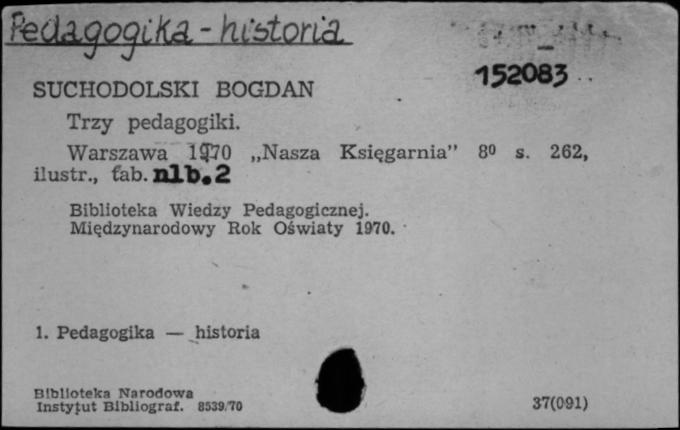 Pedagogika - historia
152083
SUCHODOLSKI BOGDAN
Trzy pedagogiki.
Warszawa 1970 „Nasza Księgarnia” 8⁰ s. 262,
ilustr., tab. nlb. 2
Biblioteka Wiedzy Pedagogicznej.
Międzynarodowy Rok Oświaty 1970.
1. Pedagogika — historia
Biblioteka Narodowa
Instytut Bibliograf. 8539/70
37(091)